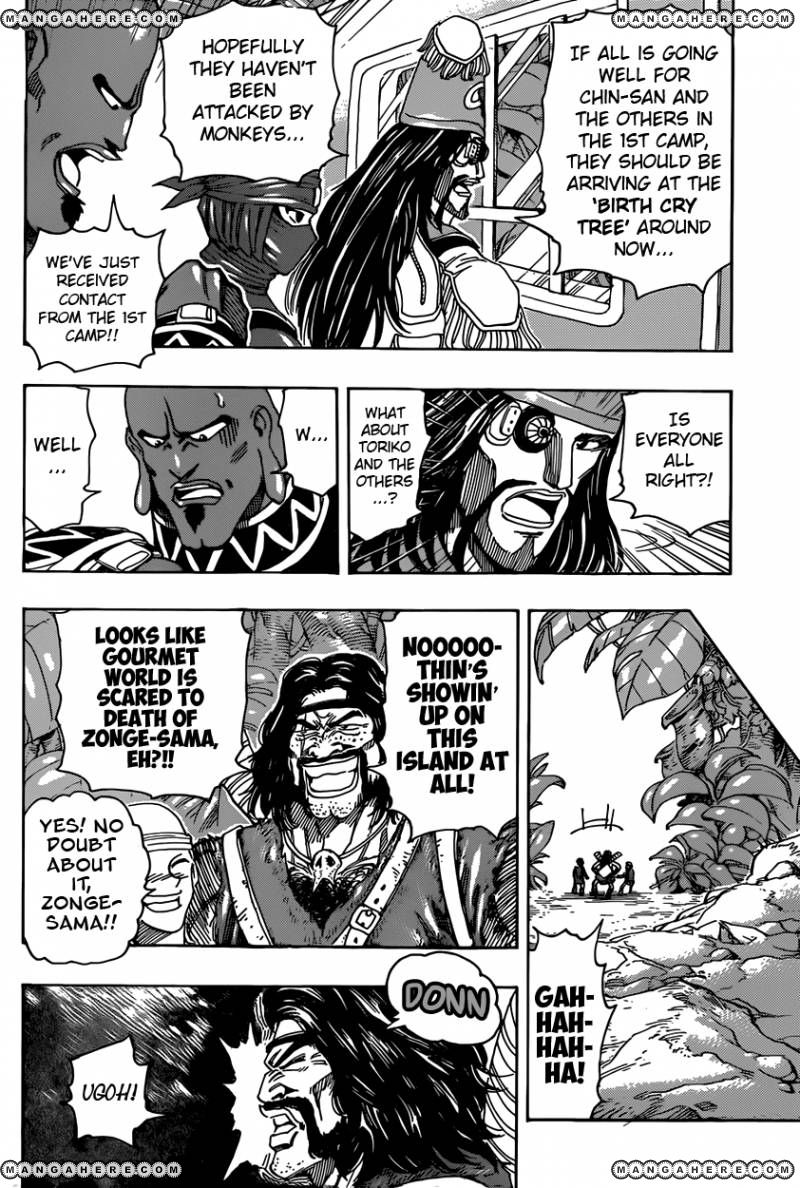 MANGAHERE.COM
MANGAHERE.COM
IF ALL IS GOING
WELL FOR
CHIN-SAN AND
THE OTHERS IN
THE 1ST CAMP,
THEY SHOULD BE
ARRIVING AT THE
'BIRTH CRY
TREE' AROUND
NOW...
HOPEFULLY
THEY HAVEN'T
BEEN
ATTACKED BY
MONKEYS...
WE'VE JUST
RECEIVED
CONTACT
FROM THE 1ST
CAMP!!
IS
EVERYONE
ALL
RIGHT?!
WHAT
ABOUT
TORIKO
AND THE
OTHERS
...?
W...
WELL
...
GAH-
HAH-
HAH-
HA!
NOOOOO-
THIN'S
SHOWIN'
UP ON
THIS
ISLAND AT
ALL!
LOOKS LIKE
GOURMET
WORLD IS
SCARED TO
DEATH OF
ZONGE-SAMA,
EH?!!
YES! NO
DOUBT
ABOUT
IT,
ZONGE-
SAMA!!
DONN
UGOH!
MANGAHERE.COM
MANGAHERE.COM